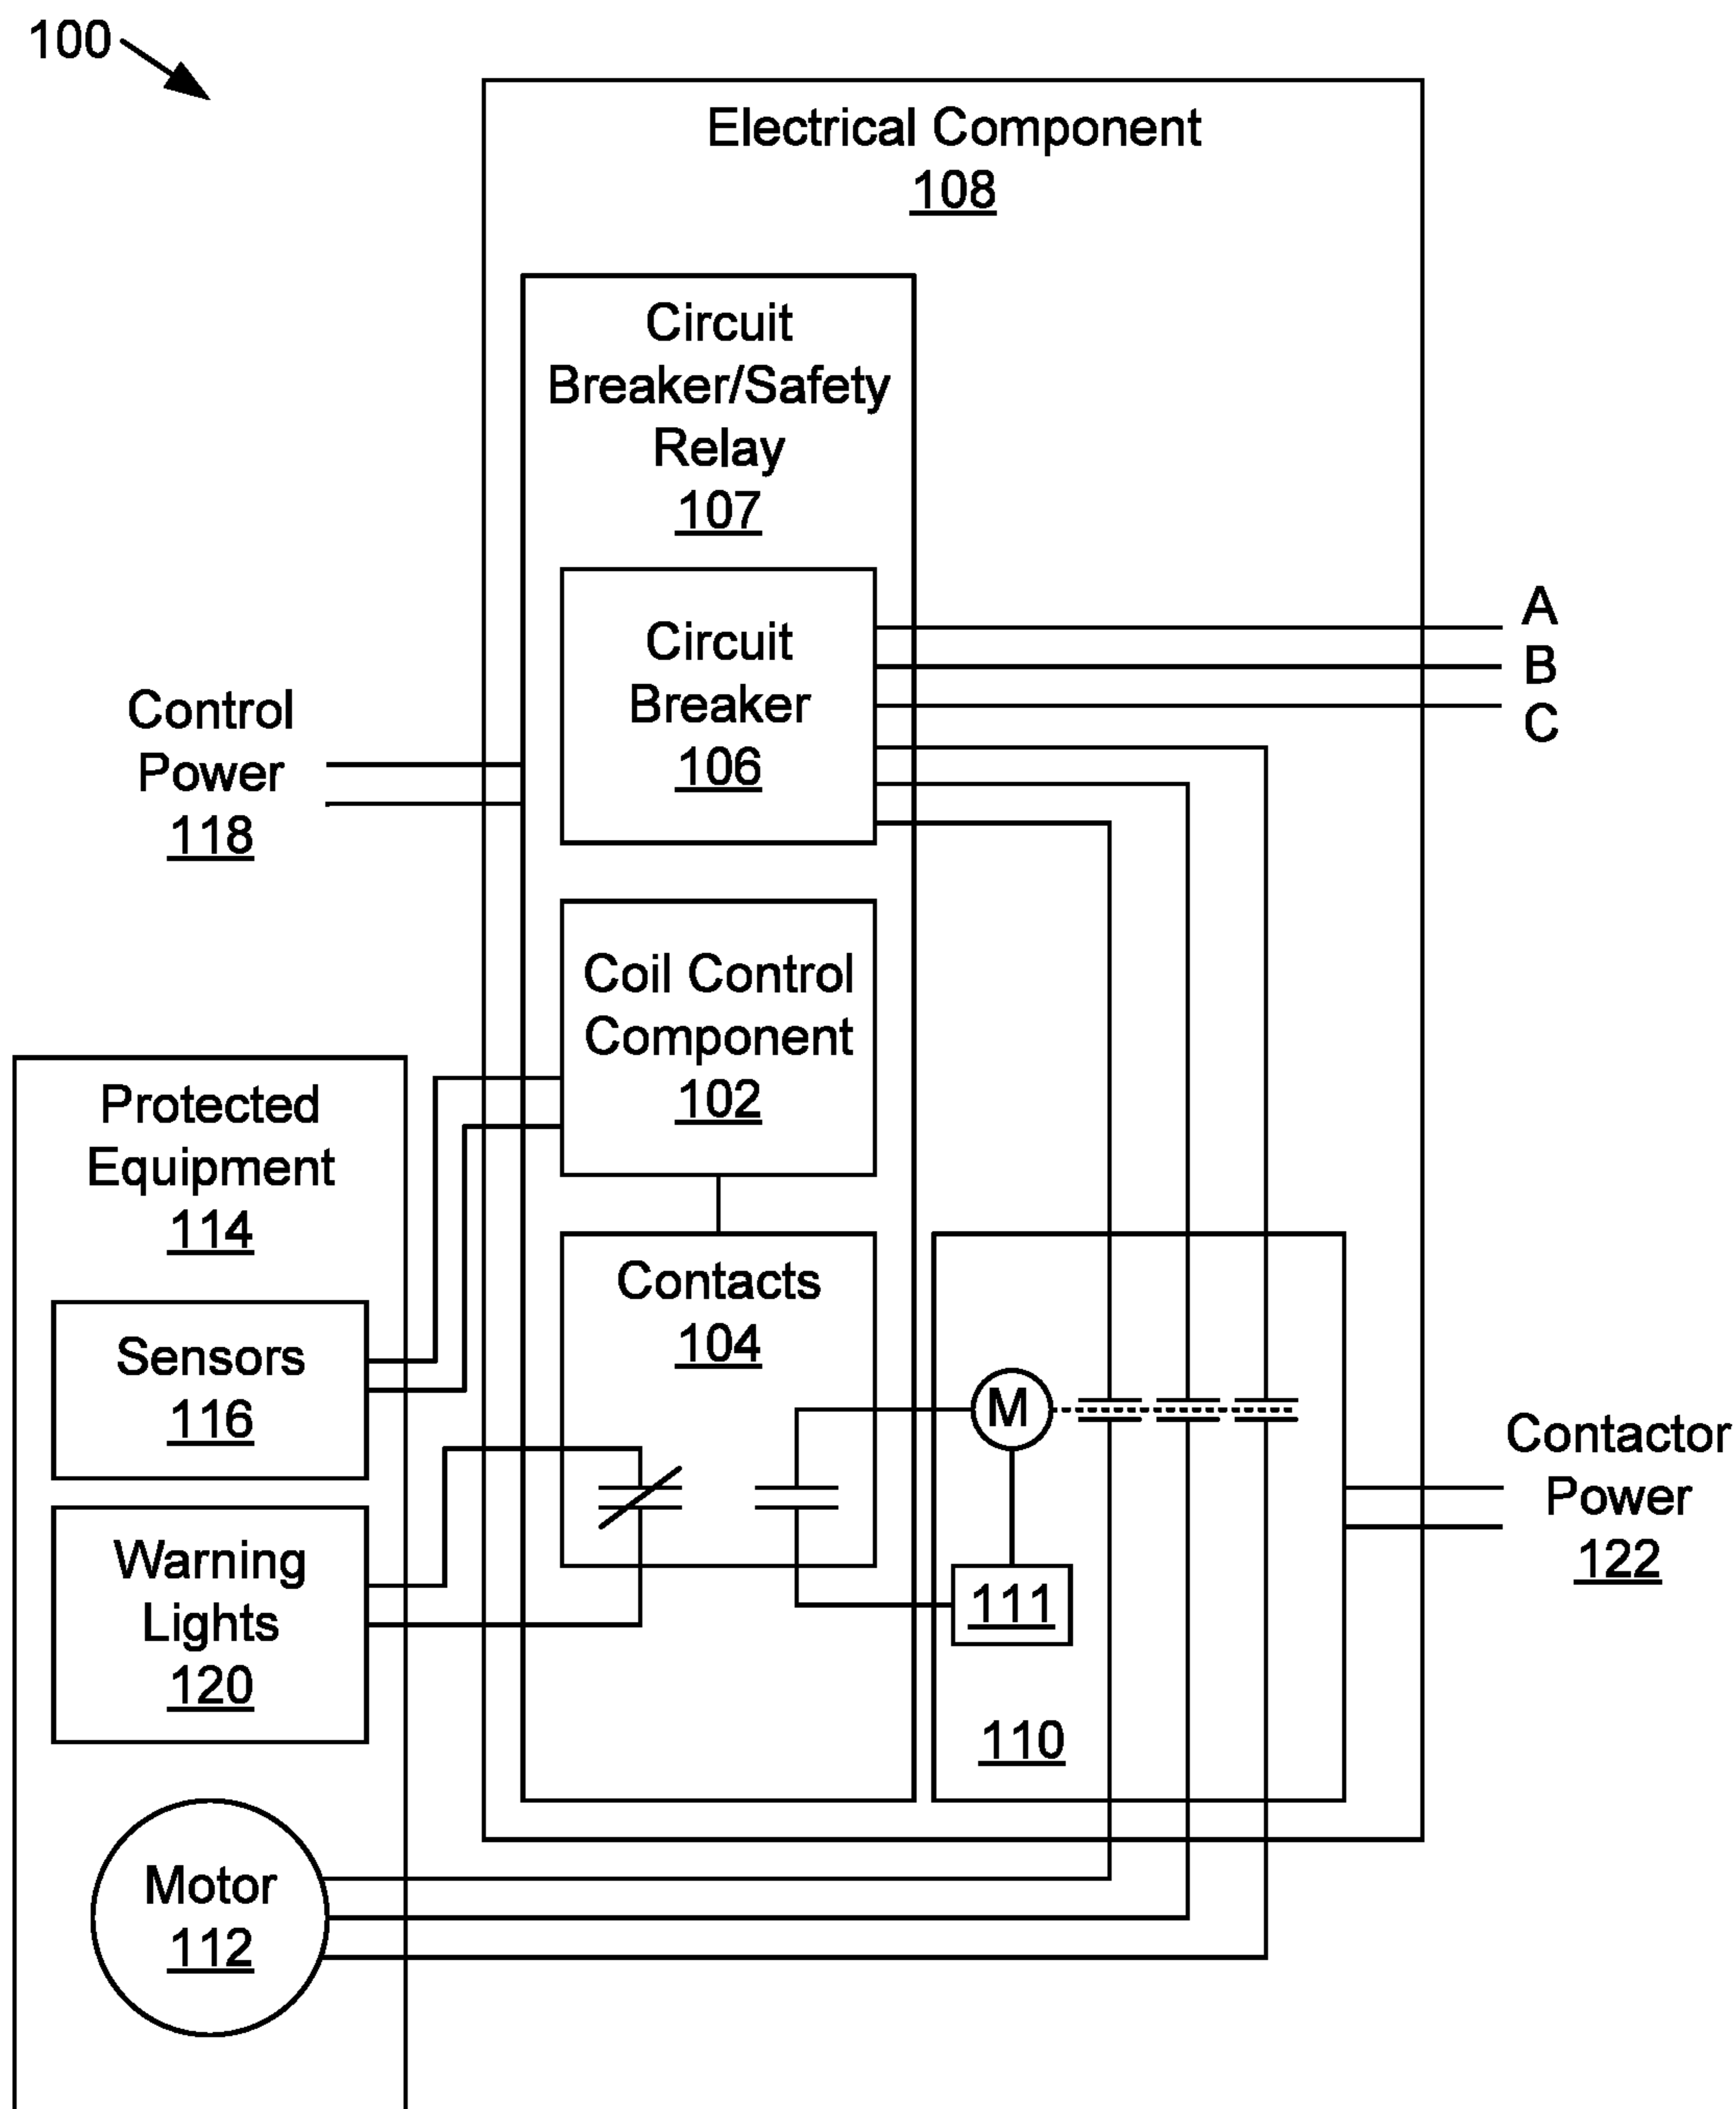 100
Electrical Component
108
Circuit
Breaker/Safety
Relay
107
Circuit
Breaker
106
A
B
C
Control
Power
118
Coil Control
Component
102
Protected
Equipment
114
Contacts
104
Sensors
116
M
Contactor
Power
122
Warning
Lights
120
111
110
Motor
112